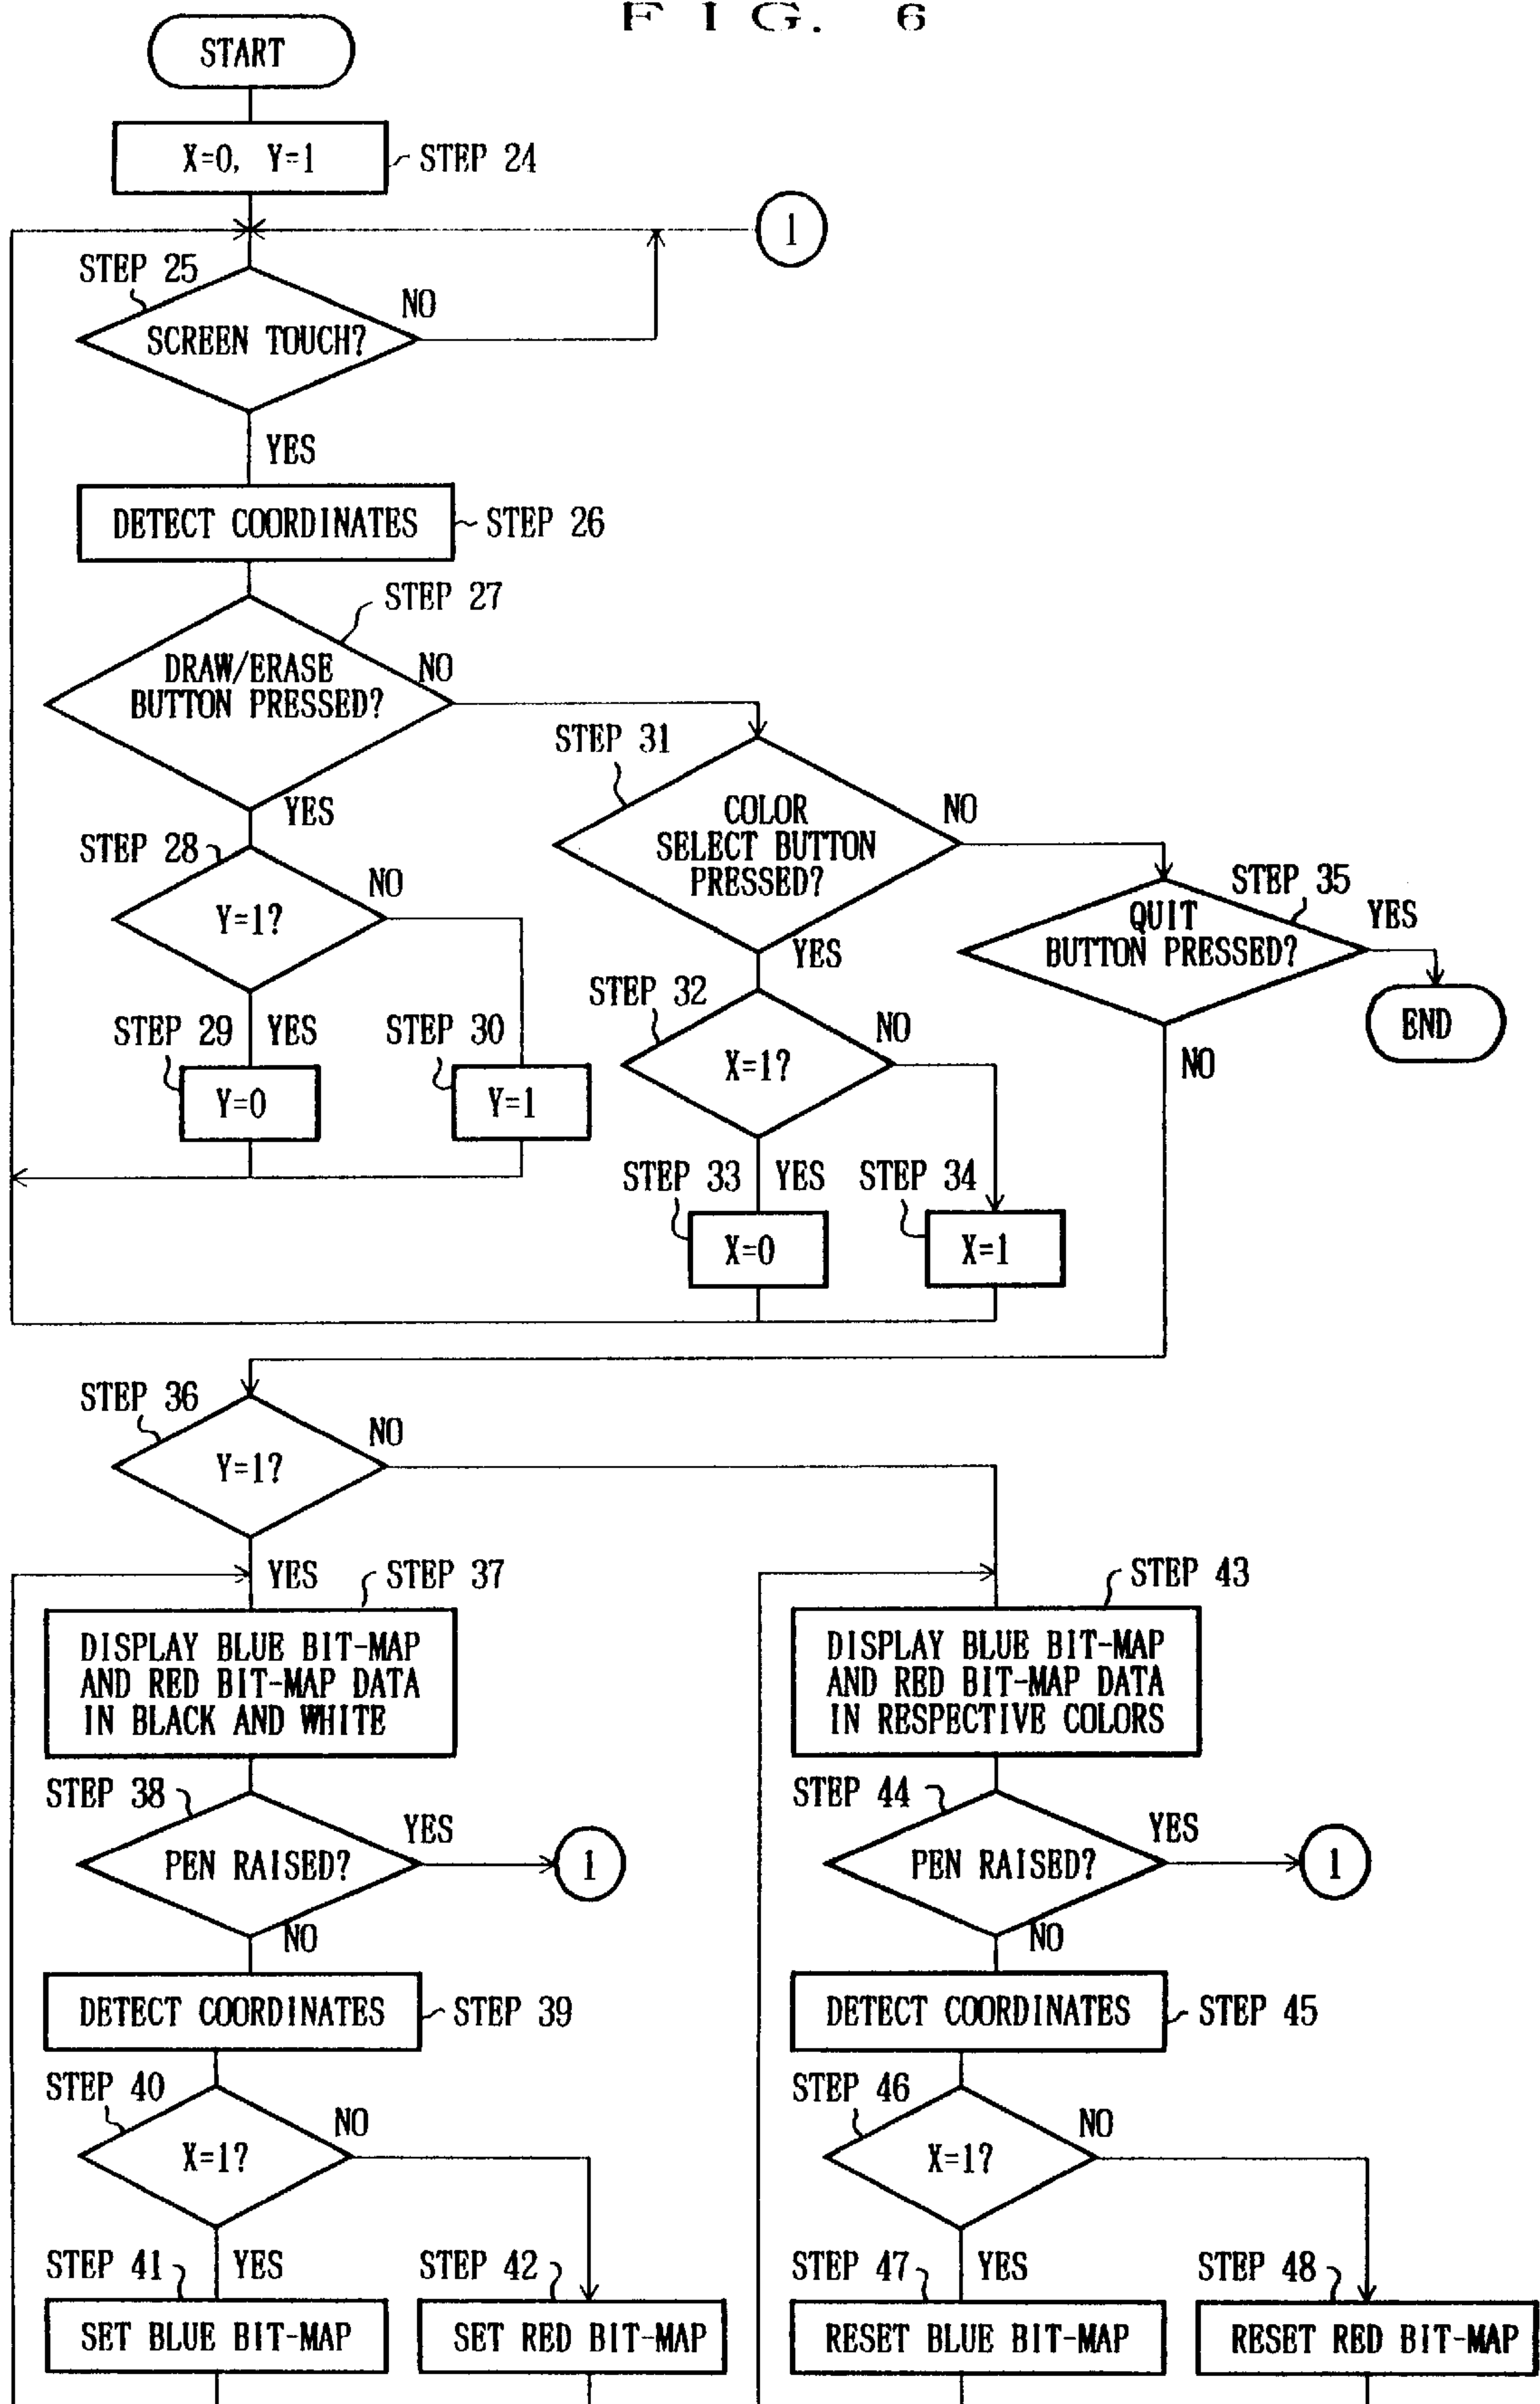 FIG. 6
START
X=0, Y=1
STEP 24
1
STEP 25
NO
SCREEN TOUCH?
YES
DETECT COORDINATES
STEP 26
STEP 27
DRAW/ERASE
BUTTON PRESSED?
NO
YES
STEP 28
NO
Y=1?
STEP 29
YES
STEP 30
Y=0
Y=1
STEP 31
COLOR
SELECT BUTTON
PRESSED?
NO
YES
STEP 32
NO
X=1?
STEP 33
YES
STEP 34
X=0
X=1
STEP 35
QUIT
BUTTON PRESSED?
YES
END
NO
STEP 36
NO
Y=1?
YES
STEP 37
DISPLAY BLUE BIT-MAP
AND RED BIT-MAP DATA
IN BLACK AND WHITE
STEP 38
YES
PEN RAISED?
1
NO
DETECT COORDINATES
STEP 39
STEP 40
NO
X=1?
STEP 41
YES
STEP 42
SET BLUE BIT-MAP
SET RED BIT-MAP
STEP 43
DISPLAY BLUE BIT-MAP
AND RED BIT-MAP DATA
IN RESPECTIVE COLORS
STEP 44
YES
PEN RAISED?
1
NO
DETECT COORDINATES
STEP 45
STEP 46
NO
X=1?
STEP 47
YES
STEP 48
RESET BLUE BIT-MAP
RESET RED BIT-MAP